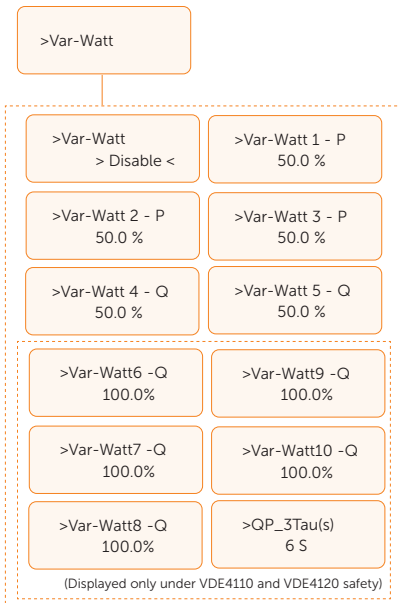 >Var-Watt
>Var-Watt
> Disable <
>Var-Watt 1 - P
50.0 %
>Var-Watt 2 - P
50.0 %
>Var-Watt 3 - P
50.0 %
>Var-Watt 4 - Q
50.0 %
>Var-Watt 5 - Q
50.0 %
>Var-Watt6 -Q
100.0%
>Var-Watt9 -Q
100.0%
>Var-Watt7 -Q
100.0%
>Var-Watt10 -Q
100.0%
>Var-Watt8 -Q
100.0%
>QP_3Tau(s)
6 S
(Displayed only under VDE4110 and VDE4120 safety)